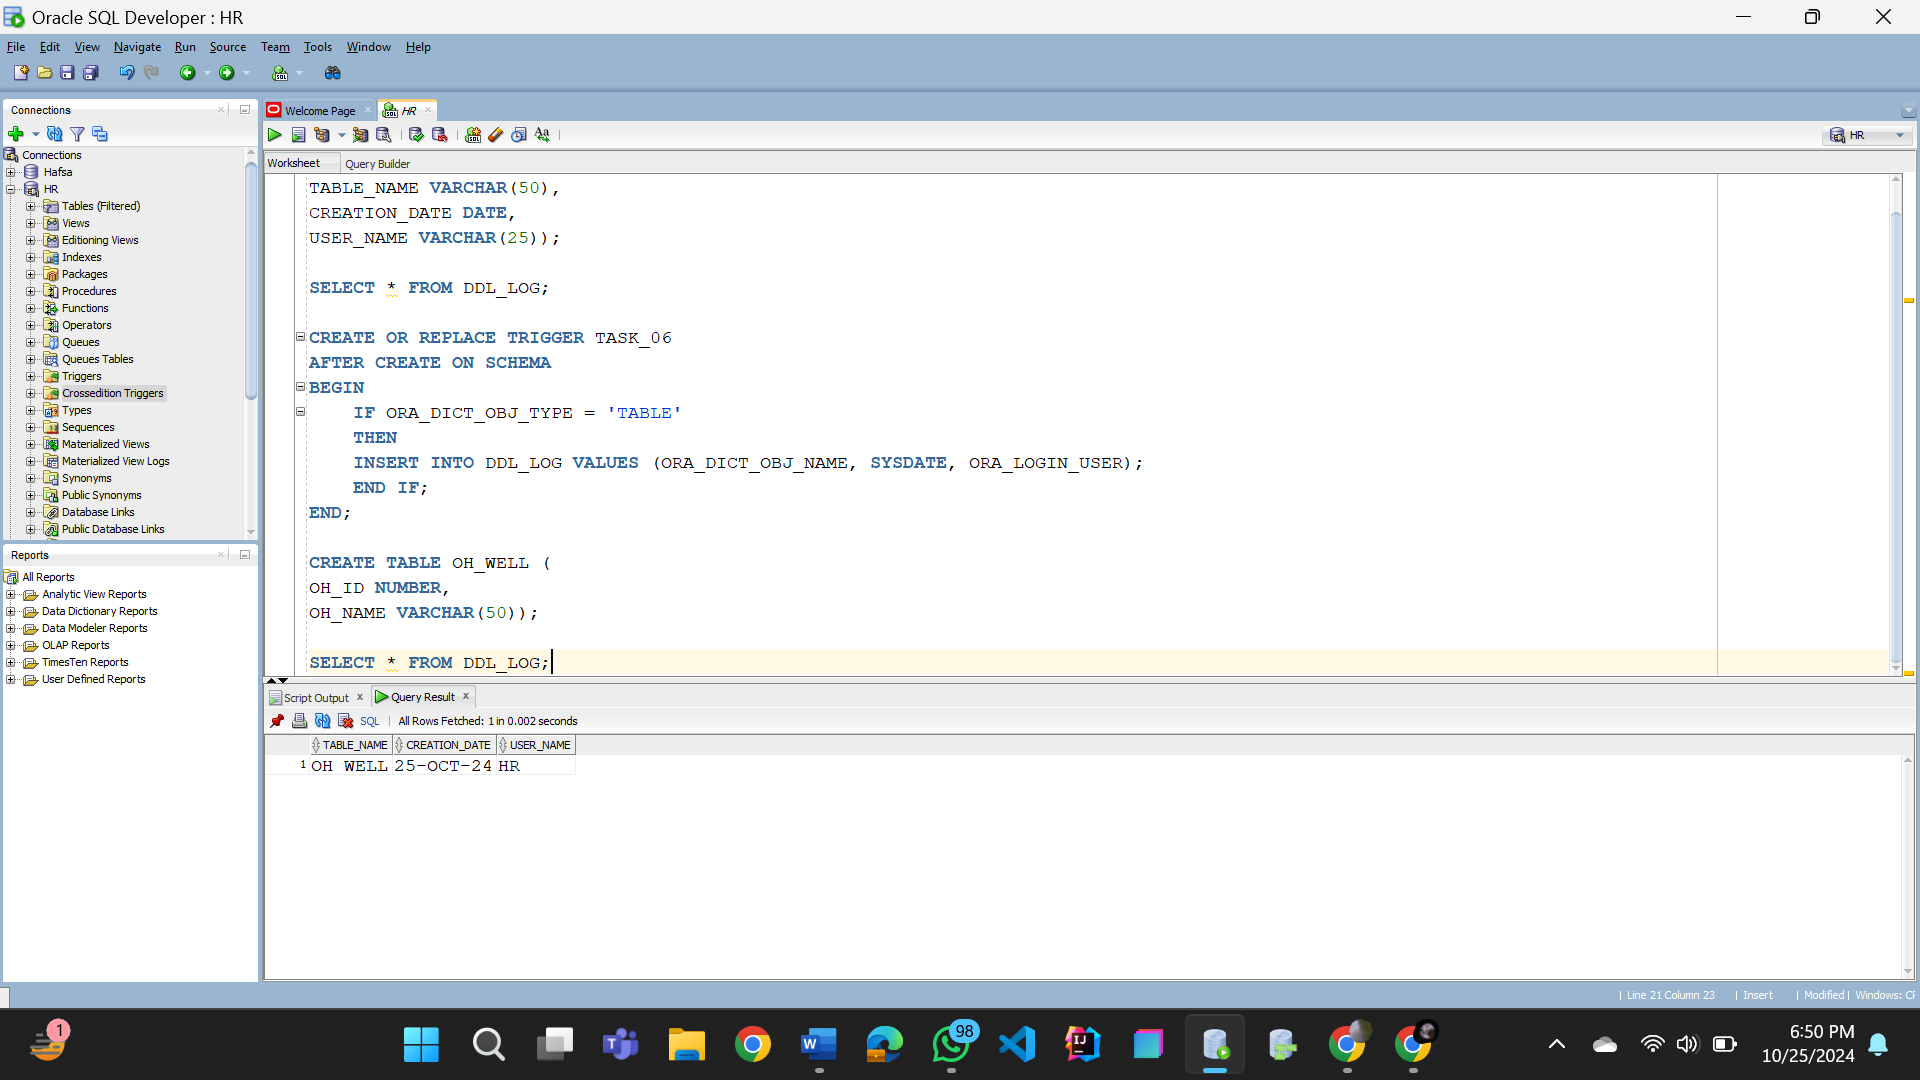 Oracle SQL Developer : HR
File Edit View Navigate Run Source Team Tools Window Help
Connections
Welcome Page
HR
HR
Worksheet
Query Builder
Connections
Hafsa
HR
Tables (Filtered)
Views
Editioning Views
Indexes
Packages
Procedures
Functions
Operators
Queues
Queues Tables
Triggers
Crossedition Triggers
Types
Sequences
Materialized Views
Materialized View Logs
Synonyms
Public Synonyms
Database Links
Public Database Links
TABLE_NAME VARCHAR(50),
CREATION_DATE DATE,
USER_NAME VARCHAR(25));
SELECT * FROM DDL_LOG;
CREATE OR REPLACE TRIGGER TASK_06
AFTER CREATE ON SCHEMA
BEGIN
IF ORA_DICT_OBJ_TYPE = 'TABLE'
THEN
INSERT INTO DDL_LOG VALUES (ORA_DICT_OBJ_NAME, SYSDATE, ORA_LOGIN_USER);
END IF;
END;
CREATE TABLE OH_WELL (
OH_ID NUMBER,
OH_NAME VARCHAR(50));
SELECT * FROM DDL_LOG;
Reports
All Reports
Analytic View Reports
Data Dictionary Reports
Data Modeler Reports
OLAP Reports
TimesTen Reports
User Defined Reports
Script Output
Query Result
SQL | All Rows Fetched: 1 in 0.002 seconds
TABLE_NAME CREATION_DATE USER_NAME
1 OH WELL 25-OCT-24 HR
| Line 21 Column 23 | Insert | Modified | Windows: CF
1
98
6:50 PM
10/25/2024